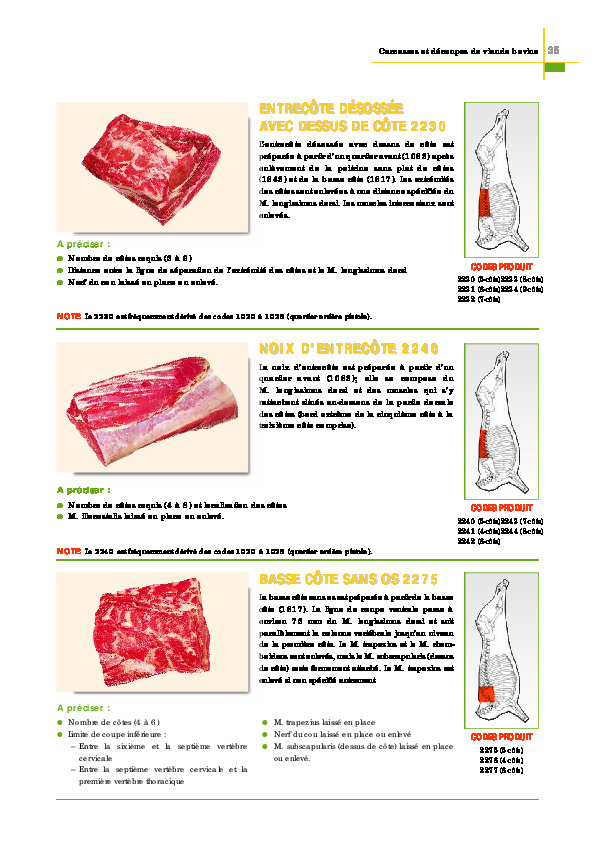 Carcasses et découpes de viande bovine 35
ENTRECÔTE DÉSOSSÉE
AVEC DESSUS DE CÔTE 2230
L'entrecôte désossée avec dessus de côte est
préparée à partir d'un quartier avant (1063) après
enlèvement de la poitrine sans plat de côtes
(1643) et de la basse côte (1617). Les extrémités
des côtes sont enlevées à une distance spécifiée du
M. longissimus dorsi. Les muscles intercostaux sont
enlevés.
A préciser :
Nombre de côtes requis (5 à 8)
Distance entre la ligne de séparation de l'extrémité des côtes et le M. longissimus dorsi
Nerf du cou laissé en place ou enlevé.
CODES PRODUIT
2230 (5-côte)2233 (8-côte)
2231 (6-côte)2234 (9-côte)
2232 (7-côte)
NOTE: Le 2230 est fréquemment dérivé des codes 1020 à 1028 (quartier arrière pistola).
NOIX D'ENTRECÔTE 2240
La noix d'entrecôte est préparée à partir d'un
quartier avant (1063); elle se compose du
M. longissimus dorsi et des muscles qui s'y
rattachent situés au-dessous de la partie dorsale
des côtes (bord extrême de la cinquième côte à la
treizième côte comprise).
A préciser :
Nombre de côtes requis (4 à 8) et localisation des côtes
M. iliocostalis laissé en place ou enlevé.
CODES PRODUIT
2240 (5-côte)2243 (7-côte)
2241 (4-côte)2244 (8-côte)
2242 (6-côte)
NOTE: Le 2240 est fréquemment dérivé des codes 1020 à 1028 (quartier arrière pistola).
BASSE CÔTE SANS OS 2275
La basse côte sans os est préparée à partir de la basse
côte (1617). La ligne de coupe ventrale passe à
environ 75 mm du M. longissimus dorsi et suit
parallèlement la colonne vertébrale jusqu'au niveau
de la première côte. Le M. trapezius et le M. rhom-
boideus sont enlevés, mais le M. subscapularis (dessus
de côte) reste fermement attaché. Le M. trapezius est
enlevé si non spécifié autrement
A préciser :
Nombre de côtes (4 à 6)
Limite de coupe inférieure :
– Entre la sixième et la septième vertèbre
cervicale
– Entre la septième vertèbre cervicale et la
première vertèbre thoracique
M. trapezius laissé en place
Nerf du cou laissé en place ou enlevé
M. subscapularis (dessus de côte) laissé en place
ou enlevé.
CODES PRODUIT
2275 (5-côte)
2276 (4-côte)
2277 (6-côte)